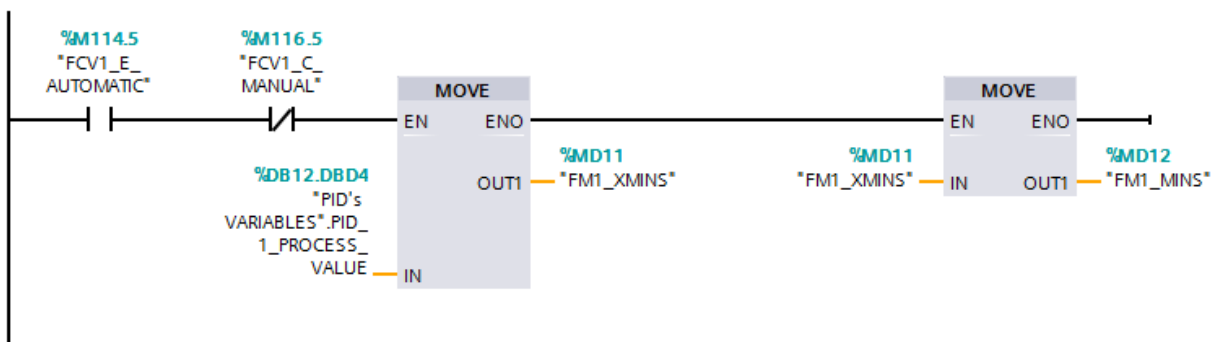 %M114.5
"FCV1_E_
AUTOMATIC"
%M116.5
"FCV1_C_
MANUAL"
MOVE
EN
ENO
%DB12.DBD4
"PID's
VARIABLES".PID_
1_PROCESS_
VALUE
IN
OUT1
%MD11
"FM1_XMINS"
MOVE
EN
ENO
%MD11
"FM1_XMINS"
IN
OUT1
%MD12
"FM1_MINS"